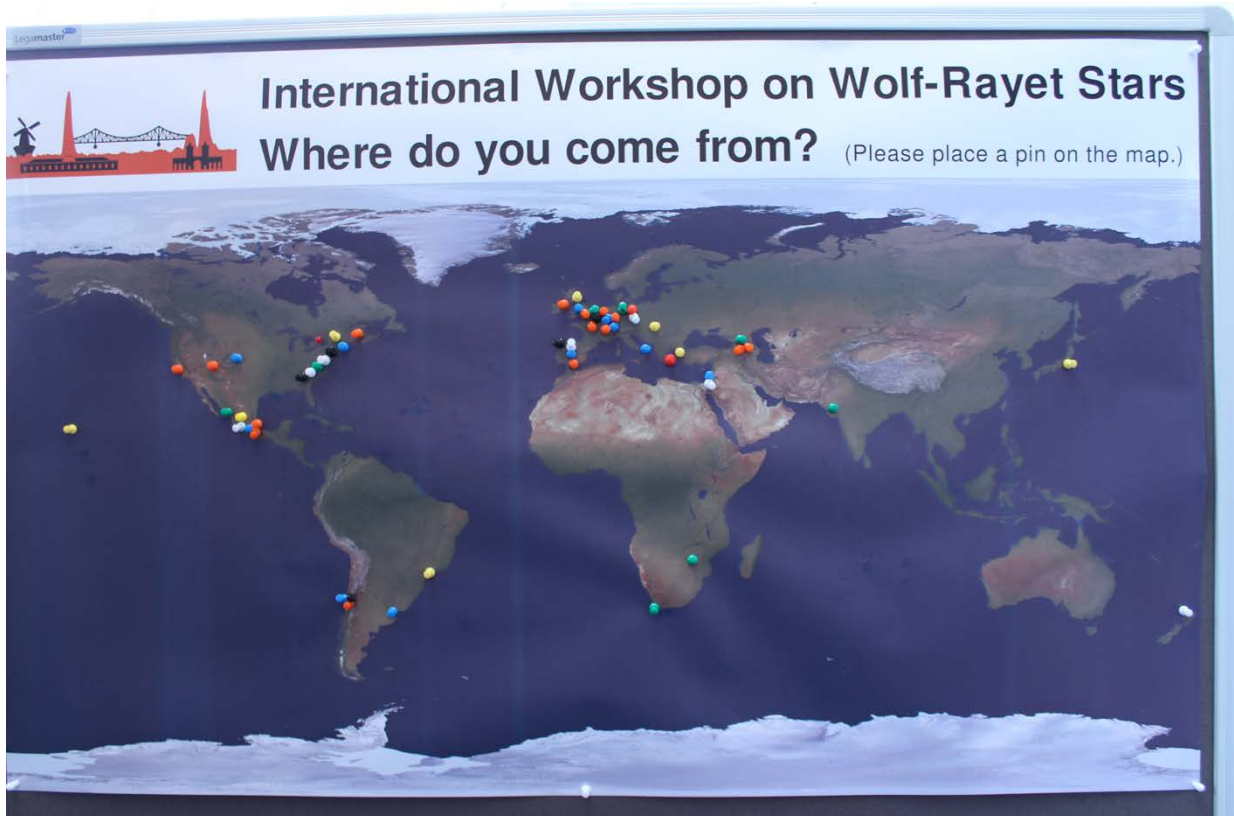 Legamaster
International Workshop on Wolf-Rayet Stars
Where do you come from? (Please place a pin on the map.)